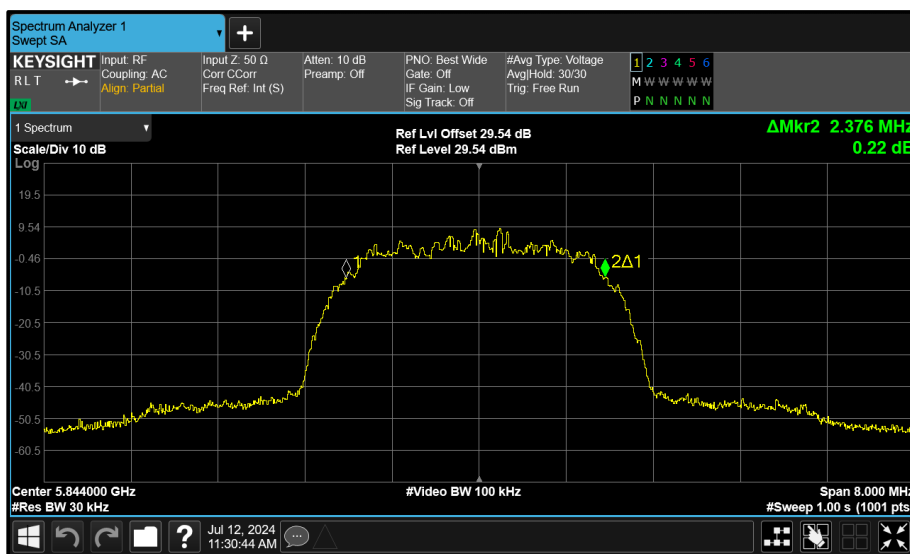 Spectrum Analyzer 1
Swept SA
+
KEYSIGHT
R L T
LXI
Input: RF
Coupling: AC
Align: Partial
Input Z: 50 Ω
Corr CCorr
Freq Ref: Int (S)
Atten: 10 dB
Preamp: Off
PNO: Best Wide
Gate: Off
IF Gain: Low
Sig Track: Off
#Avg Type: Voltage
Avg|Hold: 30/30
Trig: Free Run
1 2 3 4 5 6
M W W W W W
P N N N N N
1 Spectrum
Scale/Div 10 dB
Log
Ref Lvl Offset 29.54 dB
Ref Level 29.54 dBm
ΔMkr2 2.376 MHz
0.22 dB
19.5
9.54
-0.46
-10.5
-20.5
-30.5
-40.5
-50.5
-60.5
1
2Δ1
Center 5.844000 GHz
#Res BW 30 kHz
#Video BW 100 kHz
Span 8.000 MHz
#Sweep 1.00 s (1001 pts
?
Jul 12, 2024
11:30:44 AM